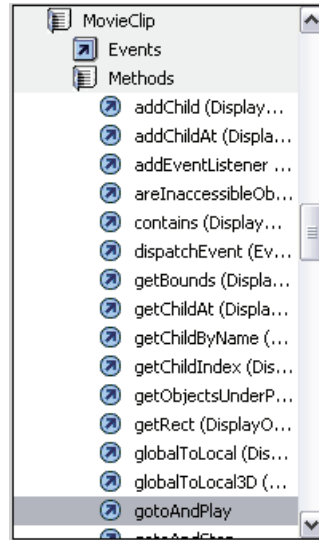 MovieClip
Events
Methods
addChild (Display...
addChildAt (Displa...
addEventListener ...
areInaccessibleOb...
contains (Display...
dispatchEvent (Ev...
getBounds (Displa...
getChildAt (Displa...
getChildByName (...
getChildIndex (Dis...
getObjectsUnderP...
getRect (DisplayO...
globalToLocal (Dis...
globalToLocal3D (...
gotoAndPlay
gotoAndStop